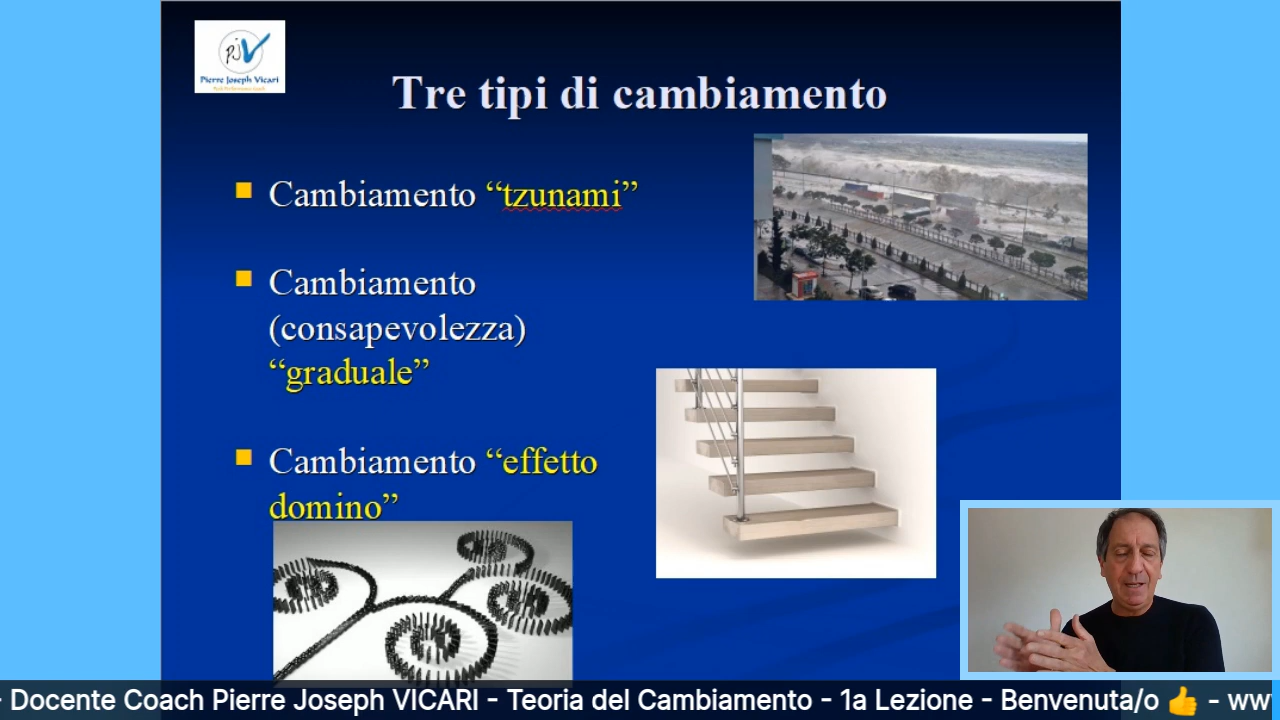 PJV
Pierre Joseph Vicari
Tre tipi di cambiamento
Cambiamento “tzunami”
Cambiamento
(consapevolezza)
“graduale”
Cambiamento “effetto
domino”
- Docente Coach Pierre Joseph VICARI - Teoria del Cambiamento - 1a Lezione - Benvenuta/o 👍 - ww